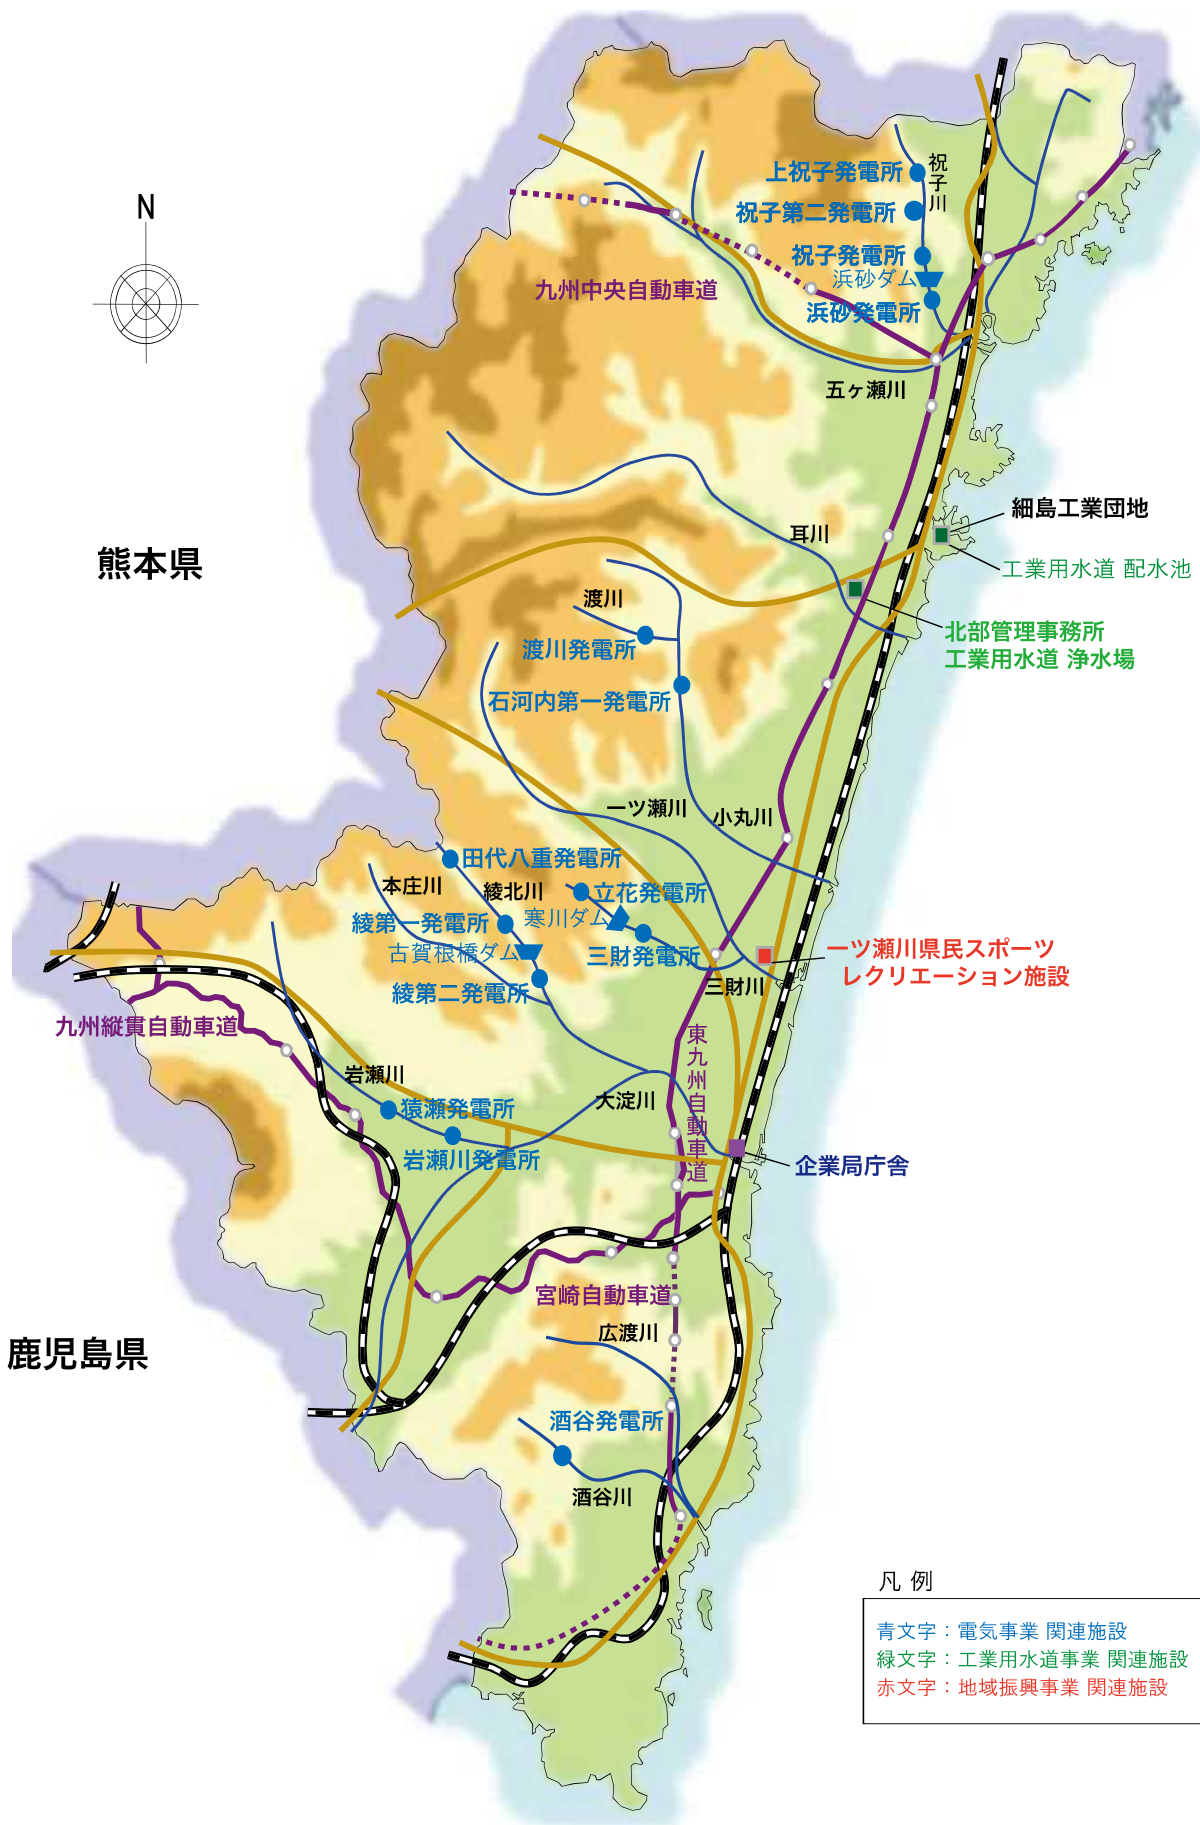 N
上祝子発電所
祝子川
祝子第二発電所
祝子発電所
浜砂ダム
浜砂発電所
九州中央自動車道
五ヶ瀬川
細島工業団地
耳川
熊本県
工業用水道 配水池
渡川
北部管理事務所
工業用水道 浄水場
渡川発電所
石河内第一発電所
一ツ瀬川
小丸川
田代八重発電所
本庄川
綾北川
立花発電所
綾第一発電所
寒川ダム
古賀根橋ダム
三財発電所
一ツ瀬川県民スポーツ
レクリエーション施設
綾第二発電所
三財川
九州縦貫自動車道
東九州自動車道
岩瀬川
大淀川
猿瀬発電所
岩瀬川発電所
企業局庁舎
宮崎自動車道
広渡川
鹿児島県
酒谷発電所
酒谷川
凡 例
青文字：電気事業 関連施設
緑文字：工業用水道事業 関連施設
赤文字：地域振興事業 関連施設